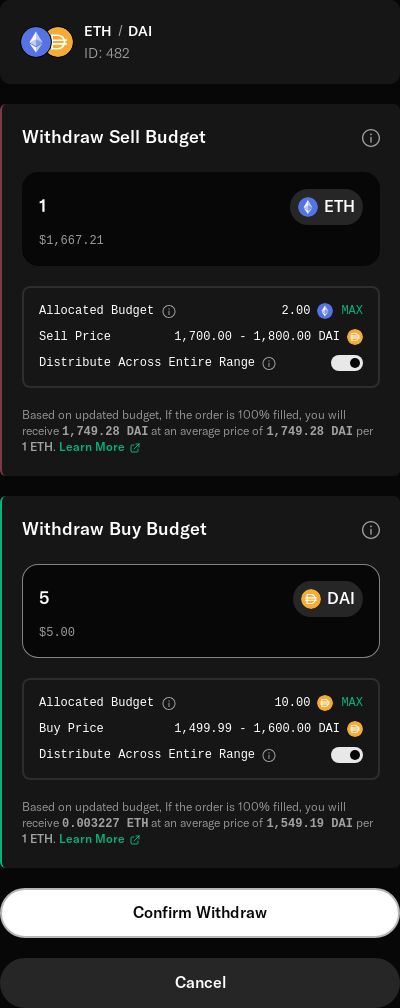 ETH / DAI
ID: 482
Withdraw Sell Budget
1
ETH
$1,667.21
Allocated Budget 2.00 MAX
Sell Price 1,700.00 - 1,800.00 DAI
Distribute Across Entire Range
Based on updated budget, If the order is 100% filled, you will
receive 1,749.28 DAI at an average price of 1,749.28 DAI per
1 ETH. Learn More
Withdraw Buy Budget
5
DAI
$5.00
Allocated Budget 10.00 MAX
Buy Price 1,499.99 - 1,600.00 DAI
Distribute Across Entire Range
Based on updated budget, If the order is 100% filled, you will
receive 0.003227 ETH at an average price of 1,549.19 DAI per
1 ETH. Learn More
Confirm Withdraw
Cancel